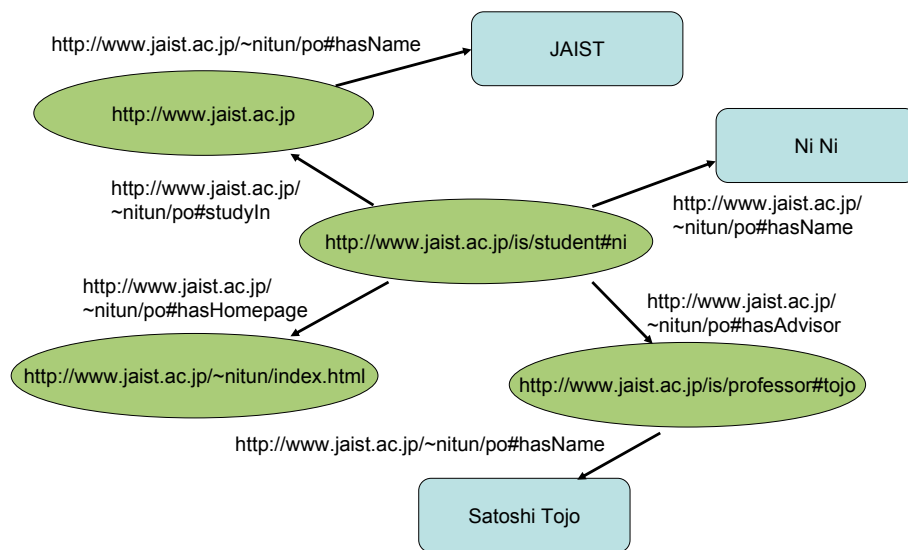 http://www.jaist.ac.jp/~nitun/po#hasName
JAIST
http://www.jaist.ac.jp
Ni Ni
http://www.jaist.ac.jp/
~nitun/po#studyIn
http://www.jaist.ac.jp/
~nitun/po#hasName
http://www.jaist.ac.jp/is/student#ni
http://www.jaist.ac.jp/
~nitun/po#hasHomepage
http://www.jaist.ac.jp/
~nitun/po#hasAdvisor
http://www.jaist.ac.jp/~nitun/index.html
http://www.jaist.ac.jp/is/professor#tojo
http://www.jaist.ac.jp/~nitun/po#hasName
Satoshi Tojo